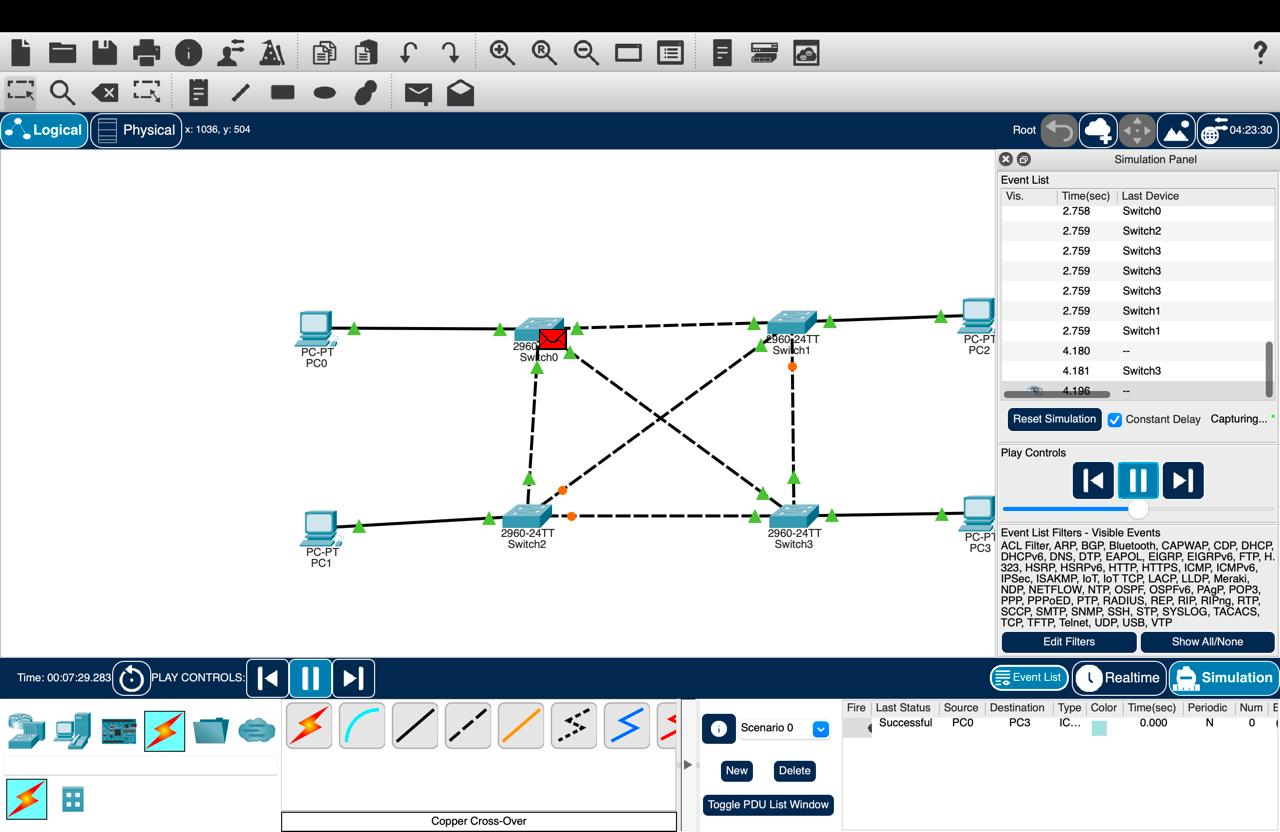 Logical
Physical
x: 1036, y: 504
Root
04:23:30
Simulation Panel
Event List
Vis. Time(sec) Last Device
2.758 Switch0
2.759 Switch2
2.759 Switch3
2.759 Switch3
2.759 Switch3
2.759 Switch1
2.759 Switch1
4.180 --
4.181 Switch3
4.196 --
Reset Simulation Constant Delay Capturing...
Play Controls
Event List Filters - Visible Events
ACL Filter, ARP, BGP, Bluetooth, CAPWAP, CDP, DHCP,
DHCPv6, DNS, DTP, EAPOL, EIGRP, EIGRPv6, FTP, H.
323, HSRP, HSRPv6, HTTP, HTTPS, ICMP, ICMPv6,
IPSec, ISAKMP, IoT, IoT TCP, LACP, LLDP, Meraki,
NDP, NETFLOW, NTP, OSPF, OSPFv6, PAgP, POP3,
PPP, PPPoED, PTP, RADIUS, REP, RIP, RIPng, RTP,
SCCP, SMTP, SNMP, SSH, STP, SYSLOG, TACACS,
TCP, TFTP, Telnet, UDP, USB, VTP
Edit Filters Show All/None
PC-PT
PC0
2960
Switch0
2960-24TT
Switch1
PC-PT
PC2
PC-PT
PC1
2960-24TT
Switch2
2960-24TT
Switch3
PC-PT
PC3
Time: 00:07:29.283 PLAY CONTROLS:
Event List
Realtime
Simulation
Copper Cross-Over
Scenario 0
New Delete
Toggle PDU List Window
Fire Last Status Source Destination Type Color Time(sec) Periodic Num
Successful PC0 PC3 IC... 0.000 N 0